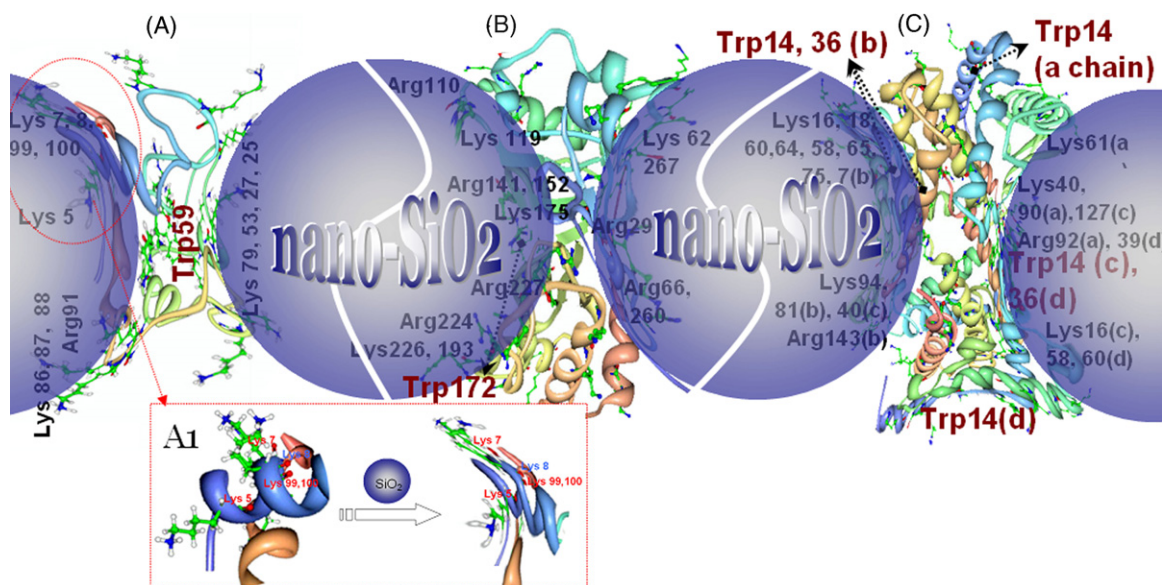 (A)
Lys 7, 8,
99, 100
Lys 5
Lys 86, 87, 88
Arg91
Trp59
Lys 79, 53, 27, 25
nano-SiO2
(B)
Arg110
Lys 119
Arg141, 152
Lys175
Arg227
Arg224
Lys226, 193
Trp172
Lys 62
267
Arg29
Arg66,
260
nano-SiO2
(C)
Trp14, 36 (b)
Trp14
(a chain)
Lys16, 18,
60,64, 58, 65,
75, 7(b)
Lys94,
81(b), 40(c)
Arg143(b)
Lys61(a
Lys40,
90(a),127(c)
Arg92(a), 39(d
Trp14 (c),
36(d)
Lys16(c),
58, 60(d)
Trp14(d)
A1
Lys 7
Lys 99,100
Lys 5
SiO2
Lys 7
Lys 8
Lys 99,100
Lys 5